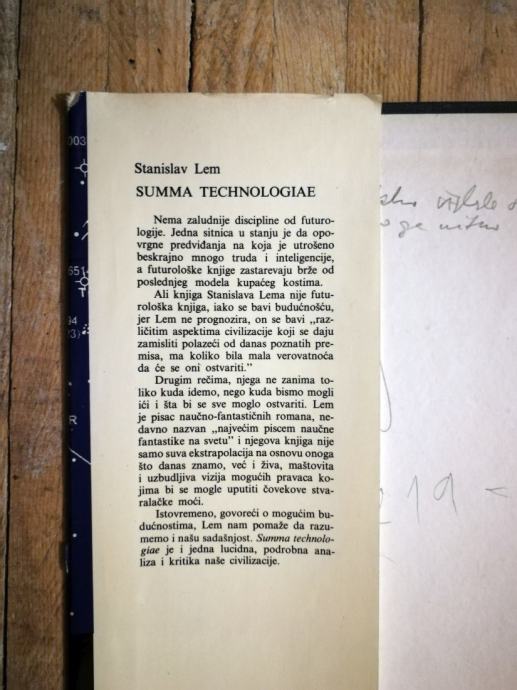 Stanislav Lem
SUMMA TECHNOLOGIAE
Nema zaludnije discipline od futuro-
logije. Jedna sitnica u stanju je da opo-
vrgne predviđanja na koja je utrošeno
beskrajno mnogo truda i inteligencije,
a futurološke knjige zastarevaju brže od
poslednjeg modela kupaćeg kostima.
Ali knjiga Stanislava Lema nije futu-
rološka knjiga, iako se bavi budućnošću,
jer Lem ne prognozira, on se bavi „raz-
ličitim aspektima civilizacije koji se daju
zamisliti polazeći od danas poznatih pre-
misa, ma koliko bila mala verovatnoća
da će se oni ostvariti.”
Drugim rečima, njega ne zanima to-
liko kuda idemo, nego kuda bismo mogli
ići i šta bi se sve moglo ostvariti. Lem
je pisac naučno-fantastičnih romana, ne-
davno nazvan „najvećim piscem naučne
fantastike na svetu” i njegova knjiga nije
samo suva ekstrapolacija na osnovu onoga
što danas znamo, već i živa, maštovita
i uzbudljiva vizija mogućih pravaca ko-
jima bi se mogle uputiti čovekove stva-
ralačke moći.
Istovremeno, govoreći o mogućim bu-
dućnostima, Lem nam pomaže da razu-
memo i našu sadašnjost. Summa technolo-
giae je i jedna lucidna, podrobna ana-
liza i kritika naše civilizacije.
003
651
94
R